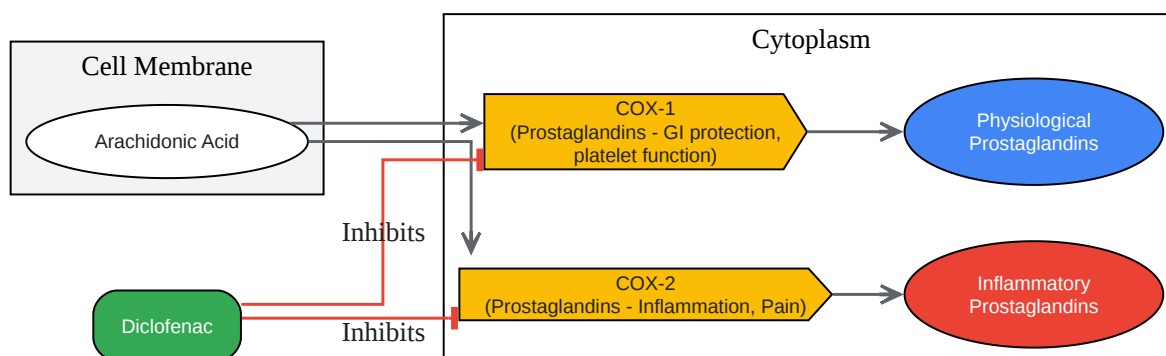 Cytoplasm
Cell Membrane
Arachidonic Acid
COX-1
(Prostaglandins - GI protection,
platelet function)
Physiological
Prostaglandins
Inhibits
COX-2
(Prostaglandins - Inflammation, Pain)
Inflammatory
Prostaglandins
Diclofenac
Inhibits